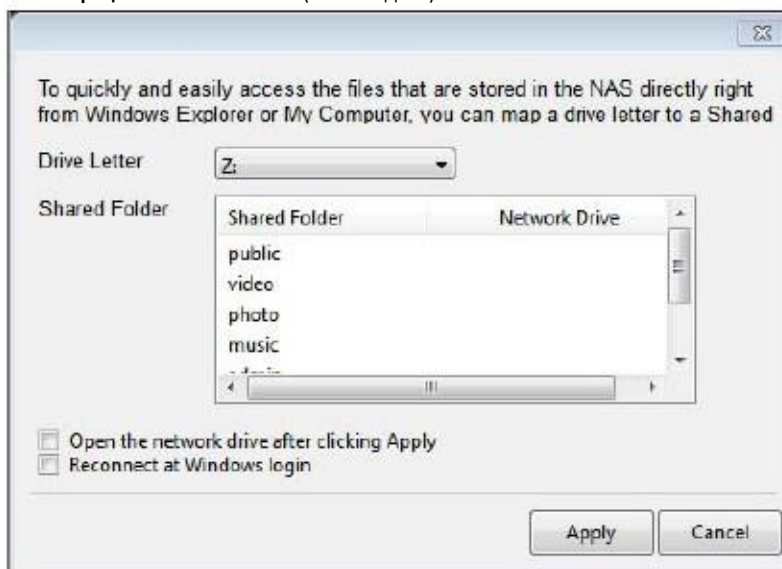 To quickly and easily access the files that are stored in the NAS directly right
from Windows Explorer or My Computer, you can map a drive letter to a Shared
Drive Letter
Z:
Shared Folder
Shared Folder Network Drive
public
video
photo
music
Open the network drive after clicking Apply
Reconnect at Windows login
Apply Cancel